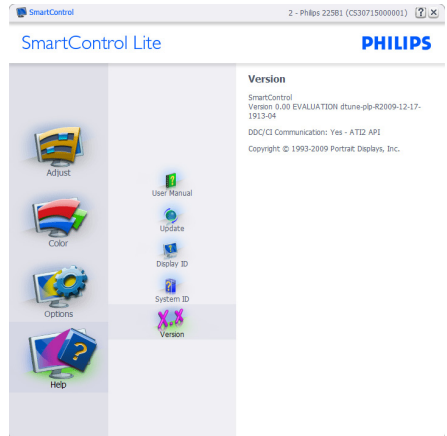 SmartControl
2 - Philips 225B1 (CS30715000001) ? X
SmartControl Lite
PHILIPS
Adjust
Color
Options
Help
User Manual
Update
Display ID
System ID
X.X
Version
Version
SmartControl
Version 0.00 EVALUATION dtune-plp-R2009-12-17-
1913-04
DDC/CI Communication: Yes - ATI2 API
Copyright © 1993-2009 Portrait Displays, Inc.